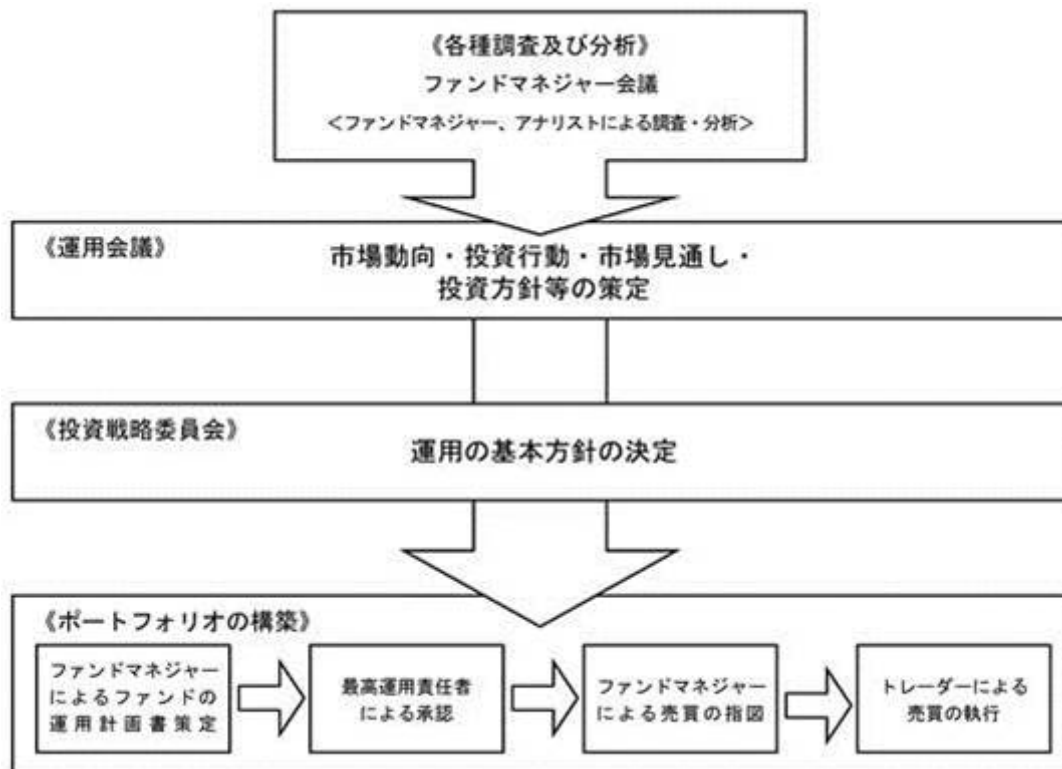 《各種調査及び分析》
ファンドマネジャー会議
＜ファンドマネジャー、アナリストによる調査・分析＞
《運用会議》
市場動向・投資行動・市場見通し・
投資方針等の策定
《投資戦略委員会》
運用の基本方針の決定
《ポートフォリオの構築》
ファンドマネジャー
によるファンドの
運用計画書策定
最高運用責任者
による承認
ファンドマネジャー
による売買の指図
トレーダーによる
売買の執行